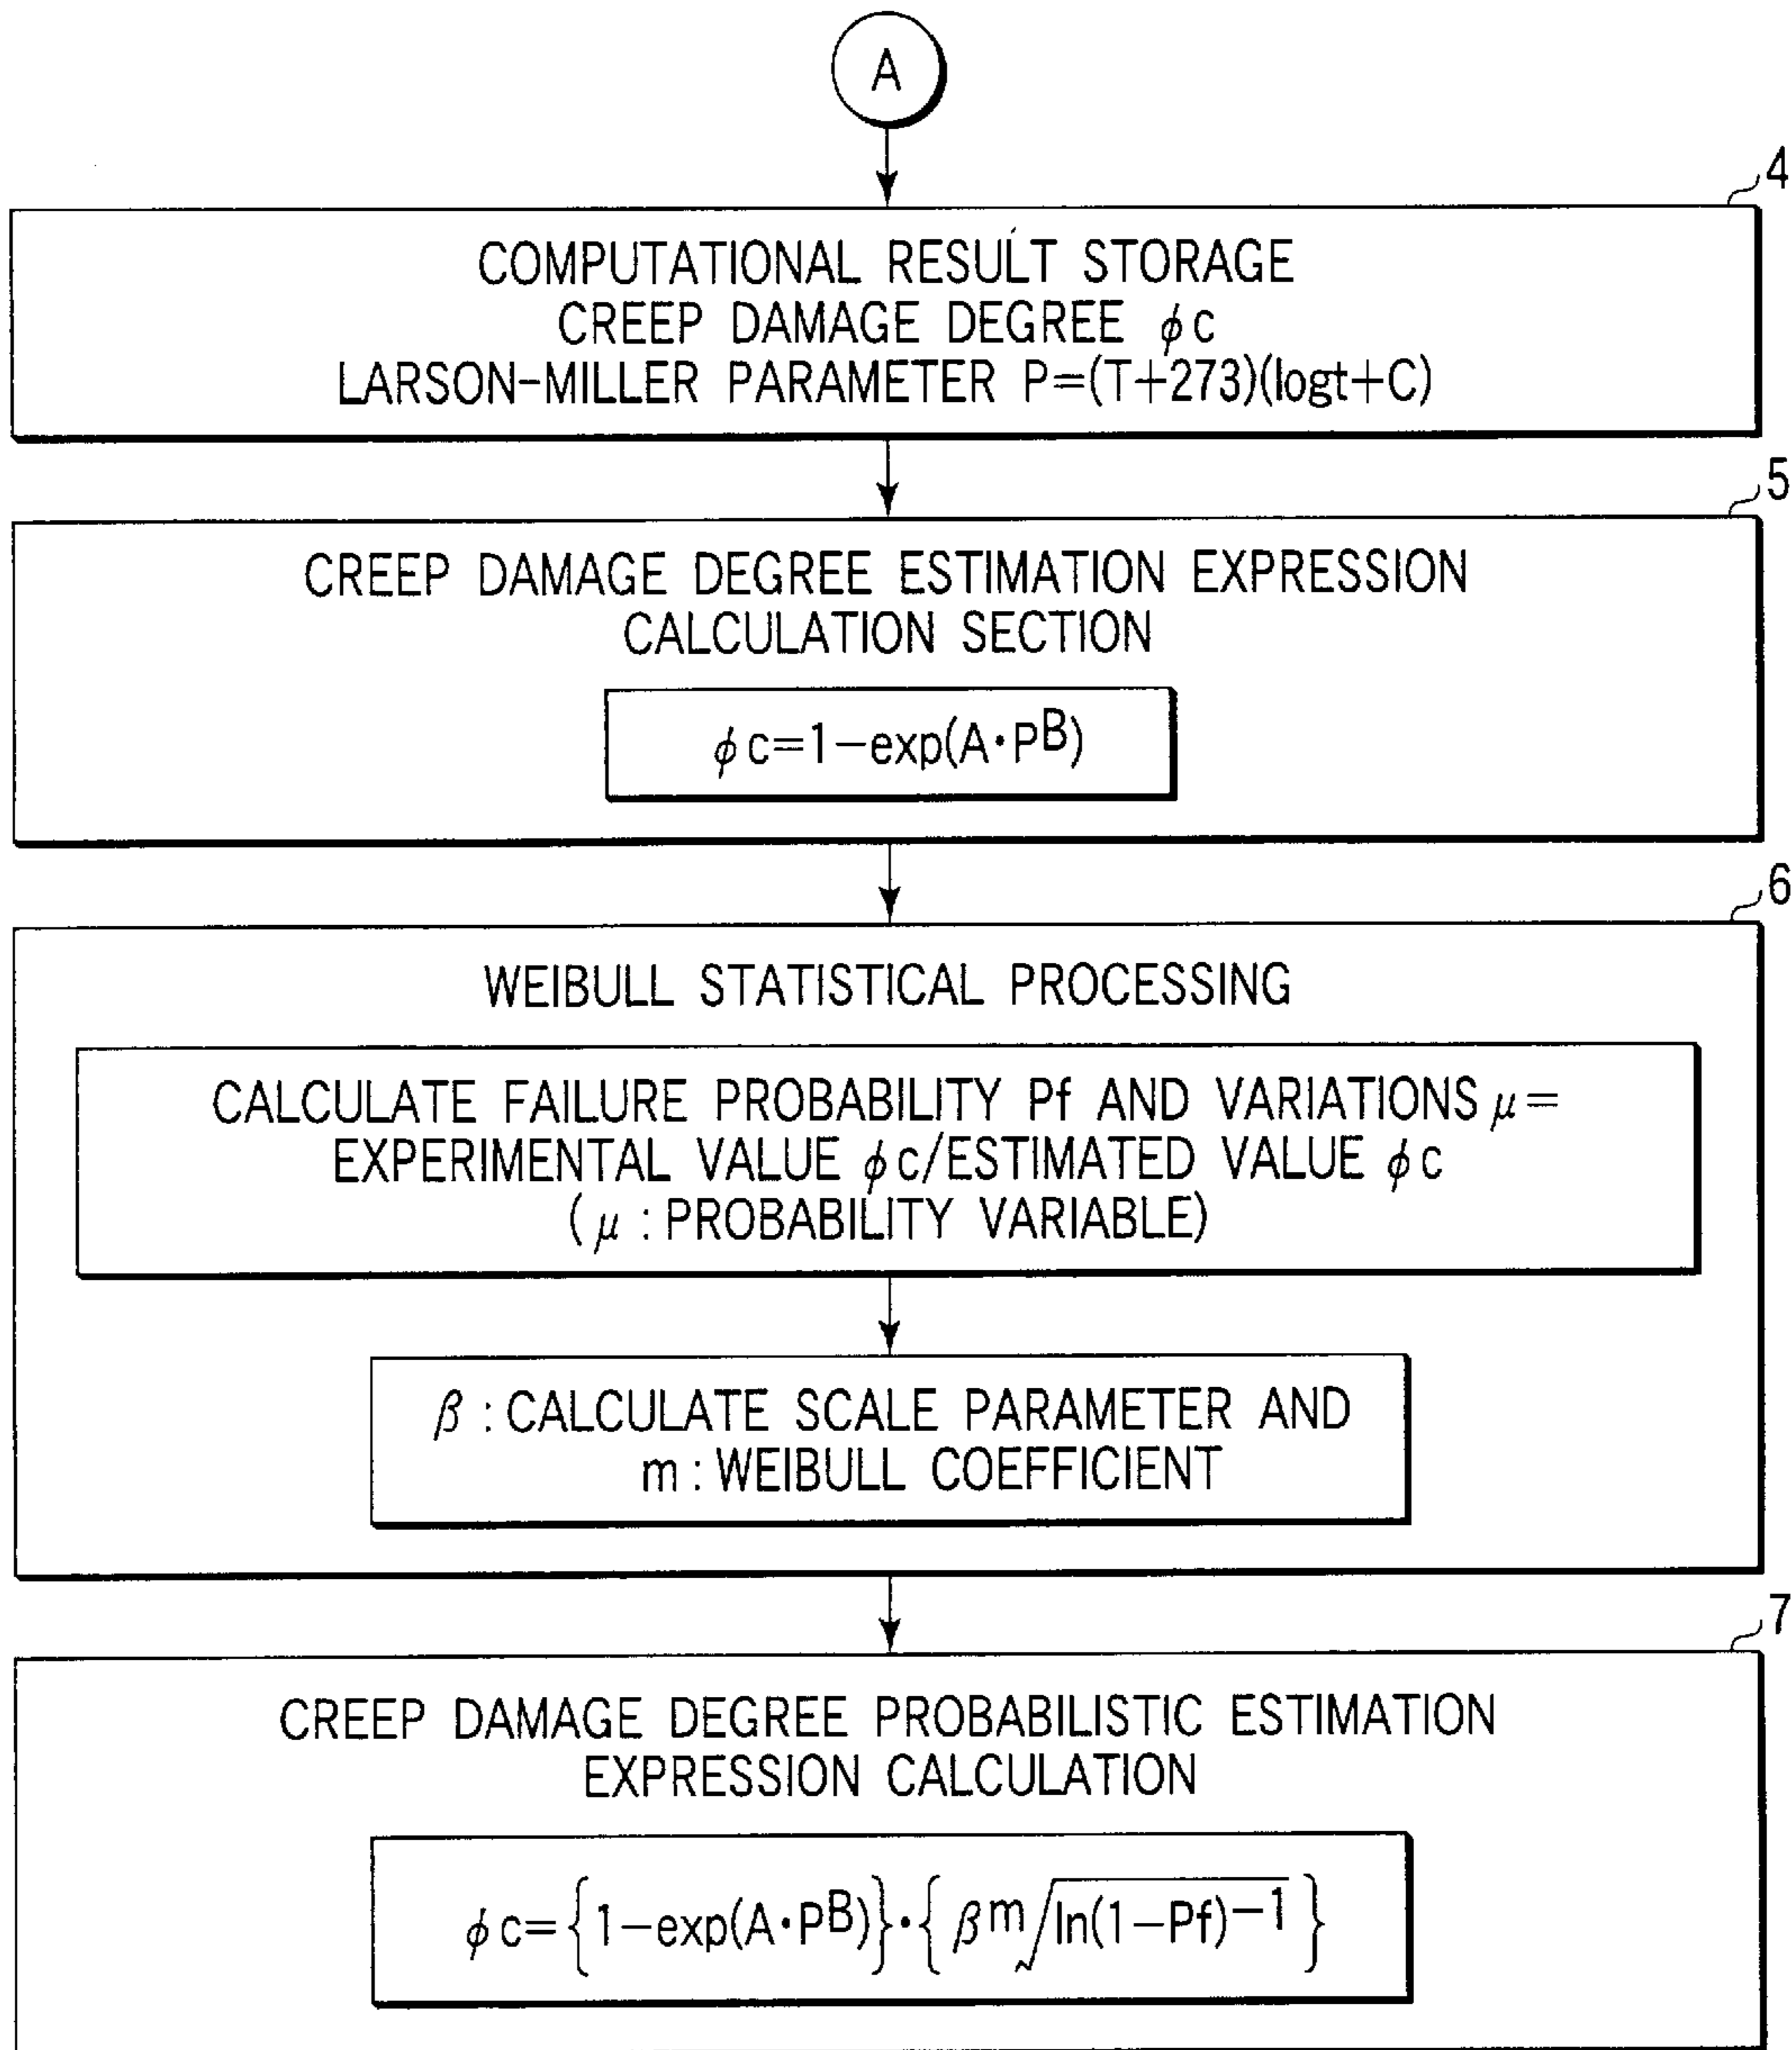 A
4
COMPUTATIONAL RESULT STORAGE
CREEP DAMAGE DEGREE ϕc
LARSON-MILLER PARAMETER P=(T+273)(logt+C)
5
CREEP DAMAGE DEGREE ESTIMATION EXPRESSION
CALCULATION SECTION
ϕc=1-exp(A·P^B)
6
WEIBULL STATISTICAL PROCESSING
CALCULATE FAILURE PROBABILITY Pf AND VARIATIONS μ=
EXPERIMENTAL VALUE ϕc/ESTIMATED VALUE ϕc
(μ:PROBABILITY VARIABLE)
β:CALCULATE SCALE PARAMETER AND
m:WEIBULL COEFFICIENT
7
CREEP DAMAGE DEGREE PROBABILISTIC ESTIMATION
EXPRESSION CALCULATION
ϕc={1-exp(A·P^B)}·{β^m√ln(1-Pf)^-1}